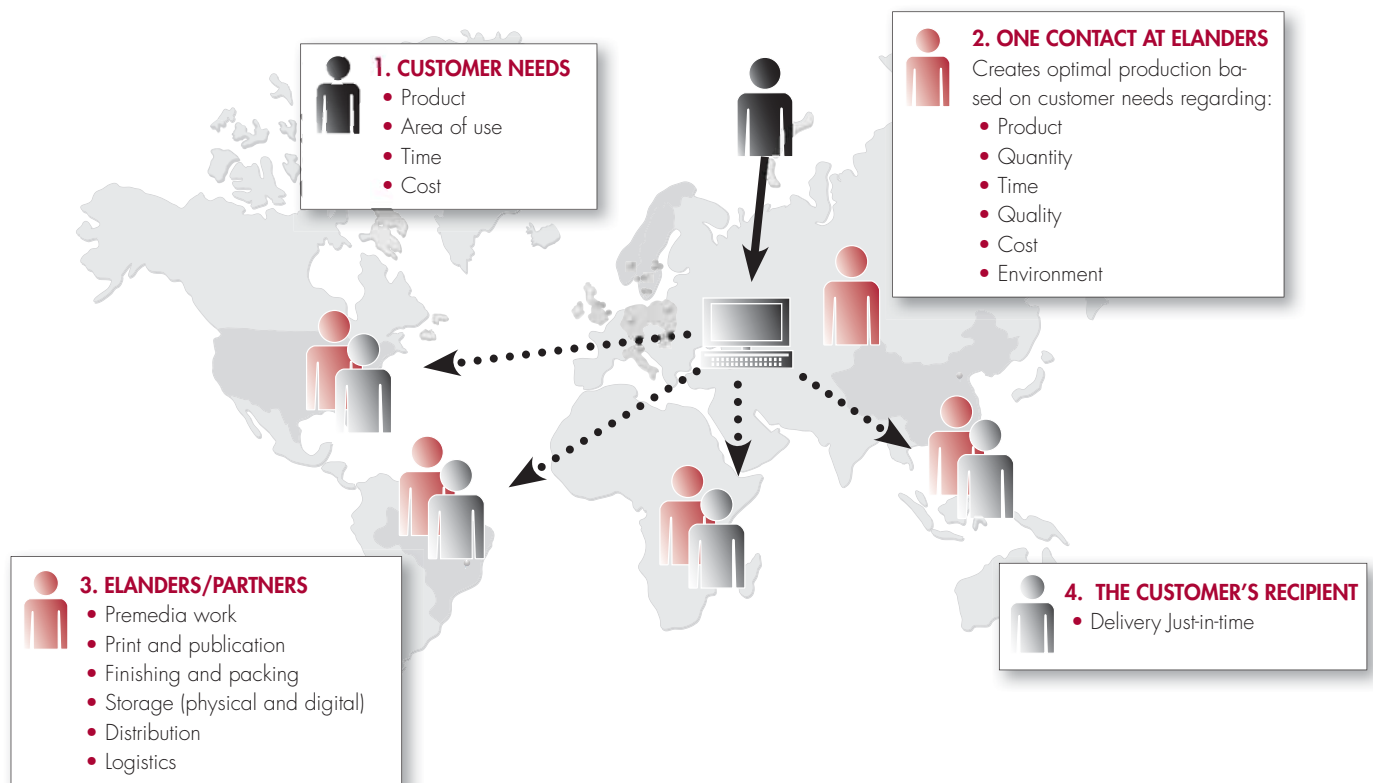 1. CUSTOMER NEEDS
• Product
• Area of use
• Time
• Cost
2. ONE CONTACT AT ELANDERS
Creates optimal production ba-
sed on customer needs regarding:
• Product
• Quantity
• Time
• Quality
• Cost
• Environment
3. ELANDERS/PARTNERS
• Premedia work
• Print and publication
• Finishing and packing
• Storage (physical and digital)
• Distribution
• Logistics
4. THE CUSTOMER'S RECIPIENT
• Delivery Just-in-time